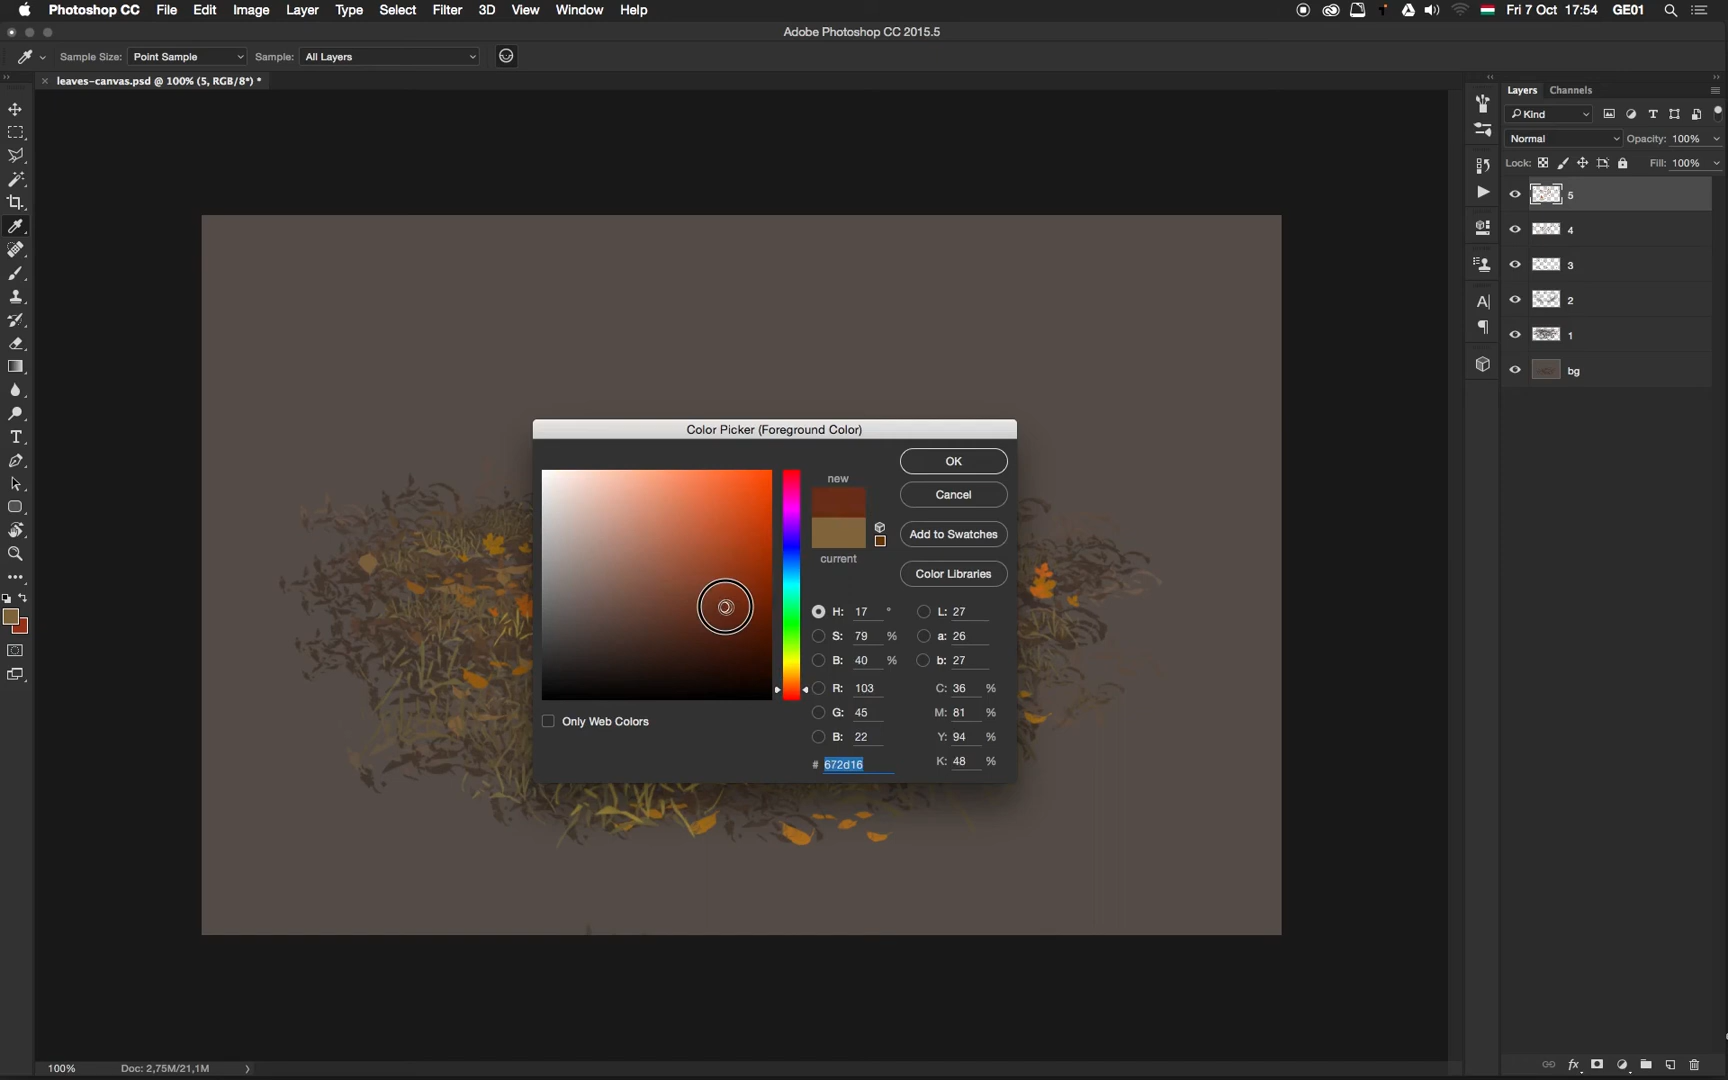 Photoshop CC File Edit Image Layer Type Select Filter 3D View Window Help Fri 7 Oct 17:54 GE01
Adobe Photoshop CC 2015.5
Sample Size: Point Sample Sample: All Layers
leaves-canvas.psd @ 100% (5, RGB/8*) *
Layers Channels
Kind
Normal Opacity: 100%
Lock: Fill: 100%
5
4
3
2
1
bg
Color Picker (Foreground Color)
new
current
OK
Cancel
Add to Swatches
Color Libraries
H: 17 ° L: 27
S: 79 % a: 26
B: 40 % b: 27
R: 103 C: 36 %
G: 45 M: 81 %
B: 22 Y: 94 %
# 672d16 K: 48 %
Only Web Colors
100% Doc: 2,75M/21,1M
fx